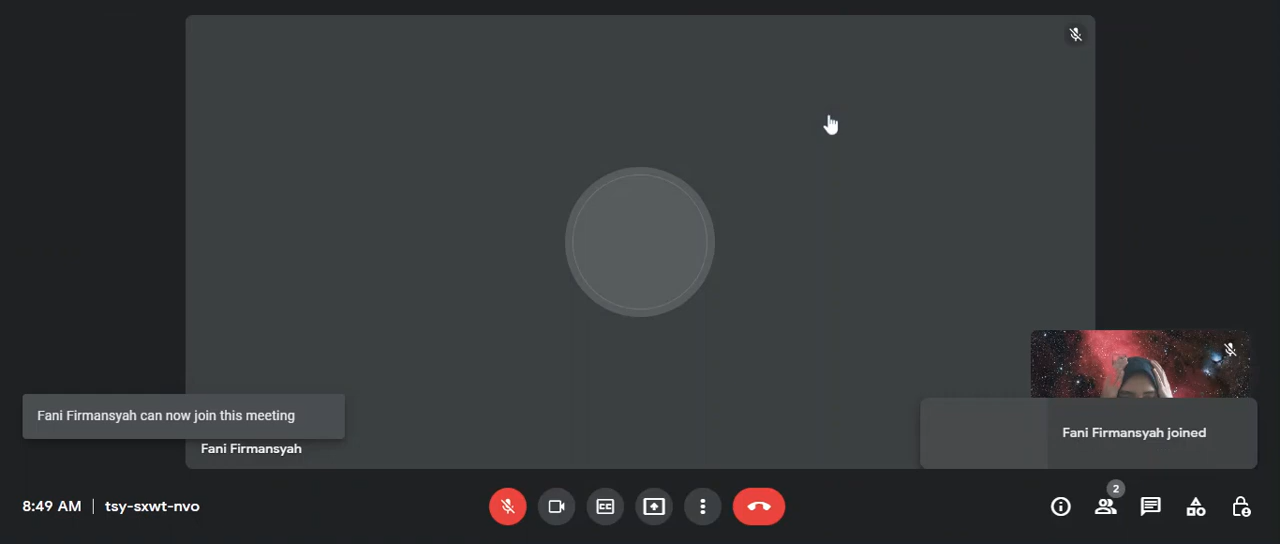 Fani Firmansyah can now join this meeting
Fani Firmansyah
Fani Firmansyah joined
8:49 AM | tsy-sxwt-nvo
CC
2